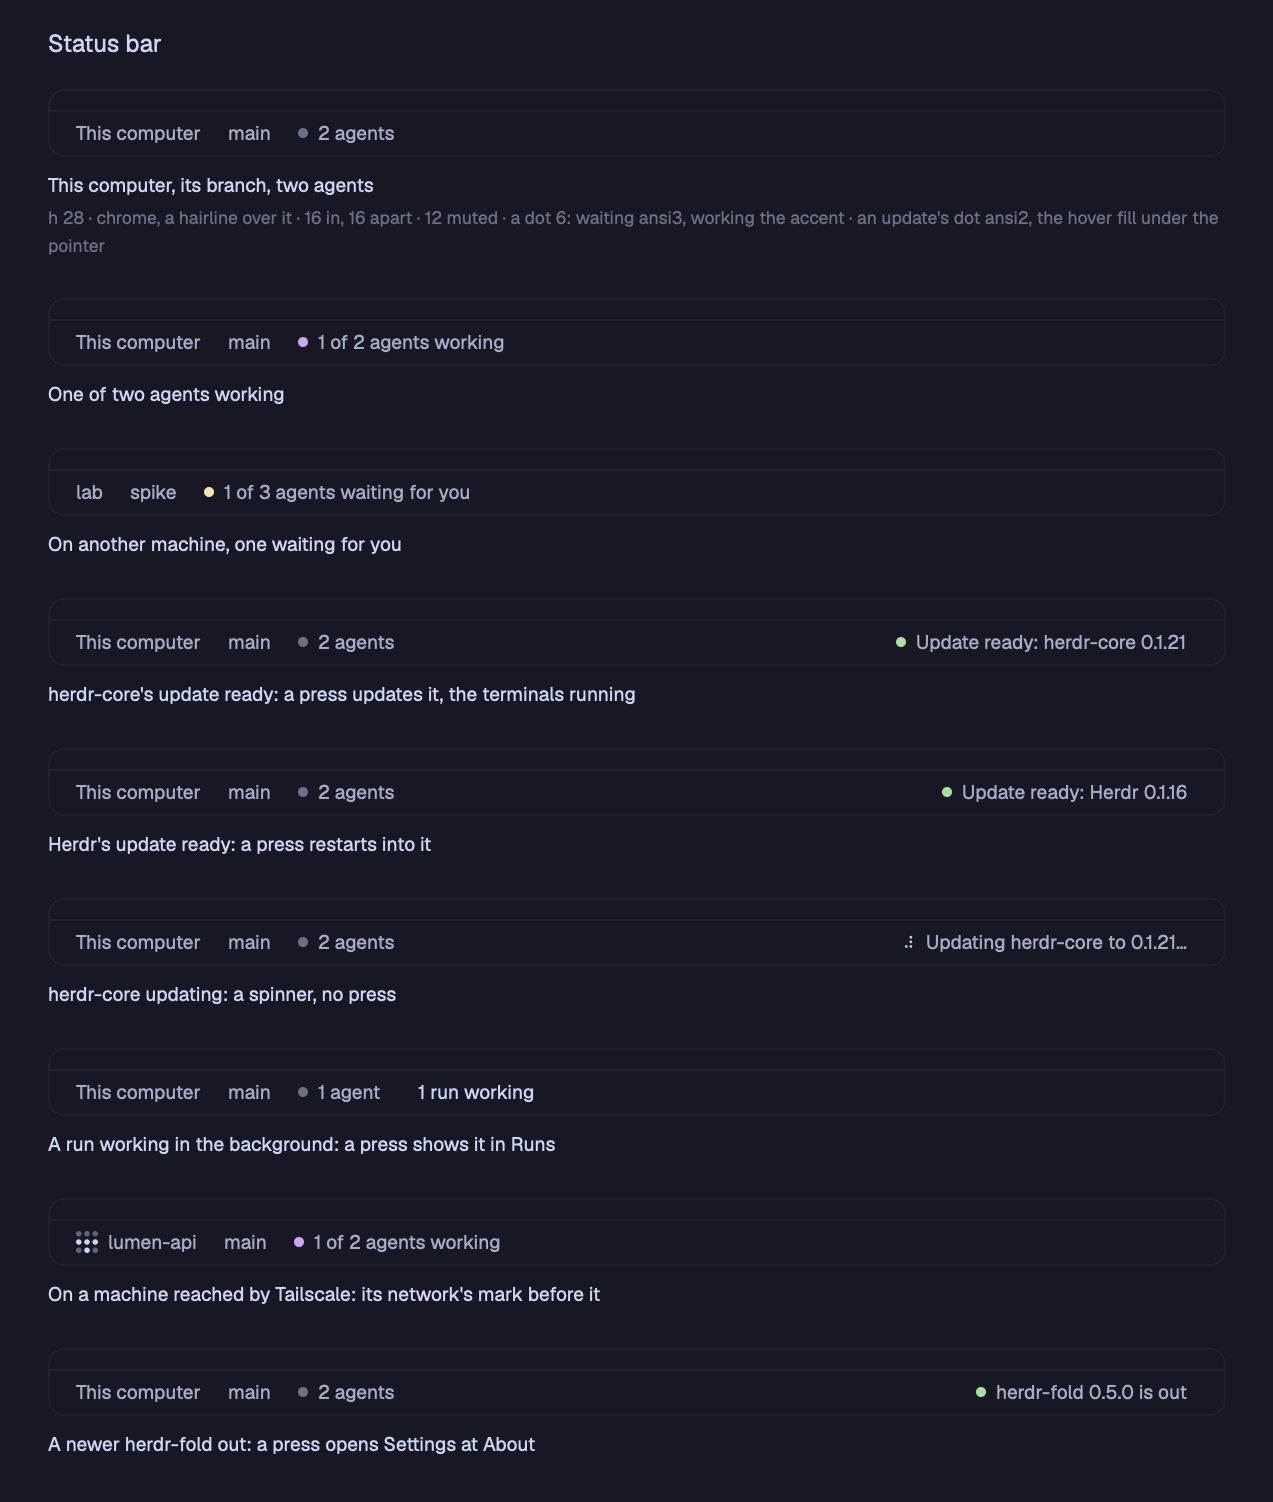 Status bar
This computer main 2 agents
This computer, its branch, two agents
h 28 · chrome, a hairline over it · 16 in, 16 apart · 12 muted · a dot 6: waiting ansi3, working the accent · an update's dot ansi2, the hover fill under the
pointer
This computer main 1 of 2 agents working
One of two agents working
lab spike 1 of 3 agents waiting for you
On another machine, one waiting for you
This computer main 2 agents Update ready: herdr-core 0.1.21
herdr-core's update ready: a press updates it, the terminals running
This computer main 2 agents Update ready: Herdr 0.1.16
Herdr's update ready: a press restarts into it
This computer main 2 agents Updating herdr-core to 0.1.21…
herdr-core updating: a spinner, no press
This computer main 1 agent 1 run working
A run working in the background: a press shows it in Runs
lumen-api main 1 of 2 agents working
On a machine reached by Tailscale: its network's mark before it
This computer main 2 agents herdr-fold 0.5.0 is out
A newer herdr-fold out: a press opens Settings at About